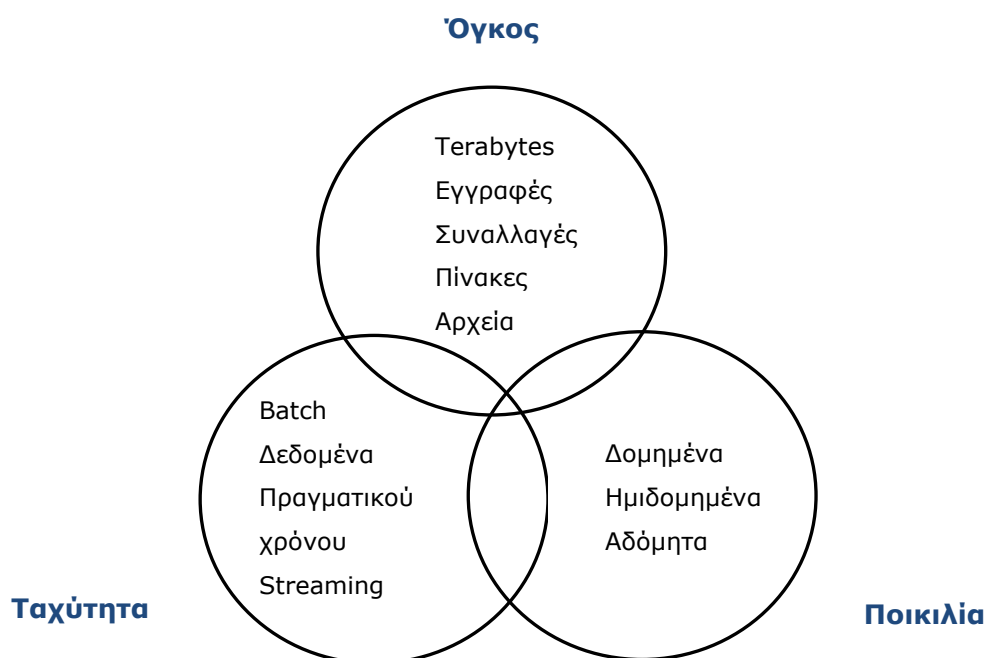 Όγκος
Terabytes
Εγγραφές
Συναλλαγές
Πίνακες
Αρχεία
Batch
Δεδομένα
Πραγματικού
χρόνου
Streaming
Δομημένα
Ημιδομημένα
Αδόμητα
Ταχύτητα
Ποικιλία